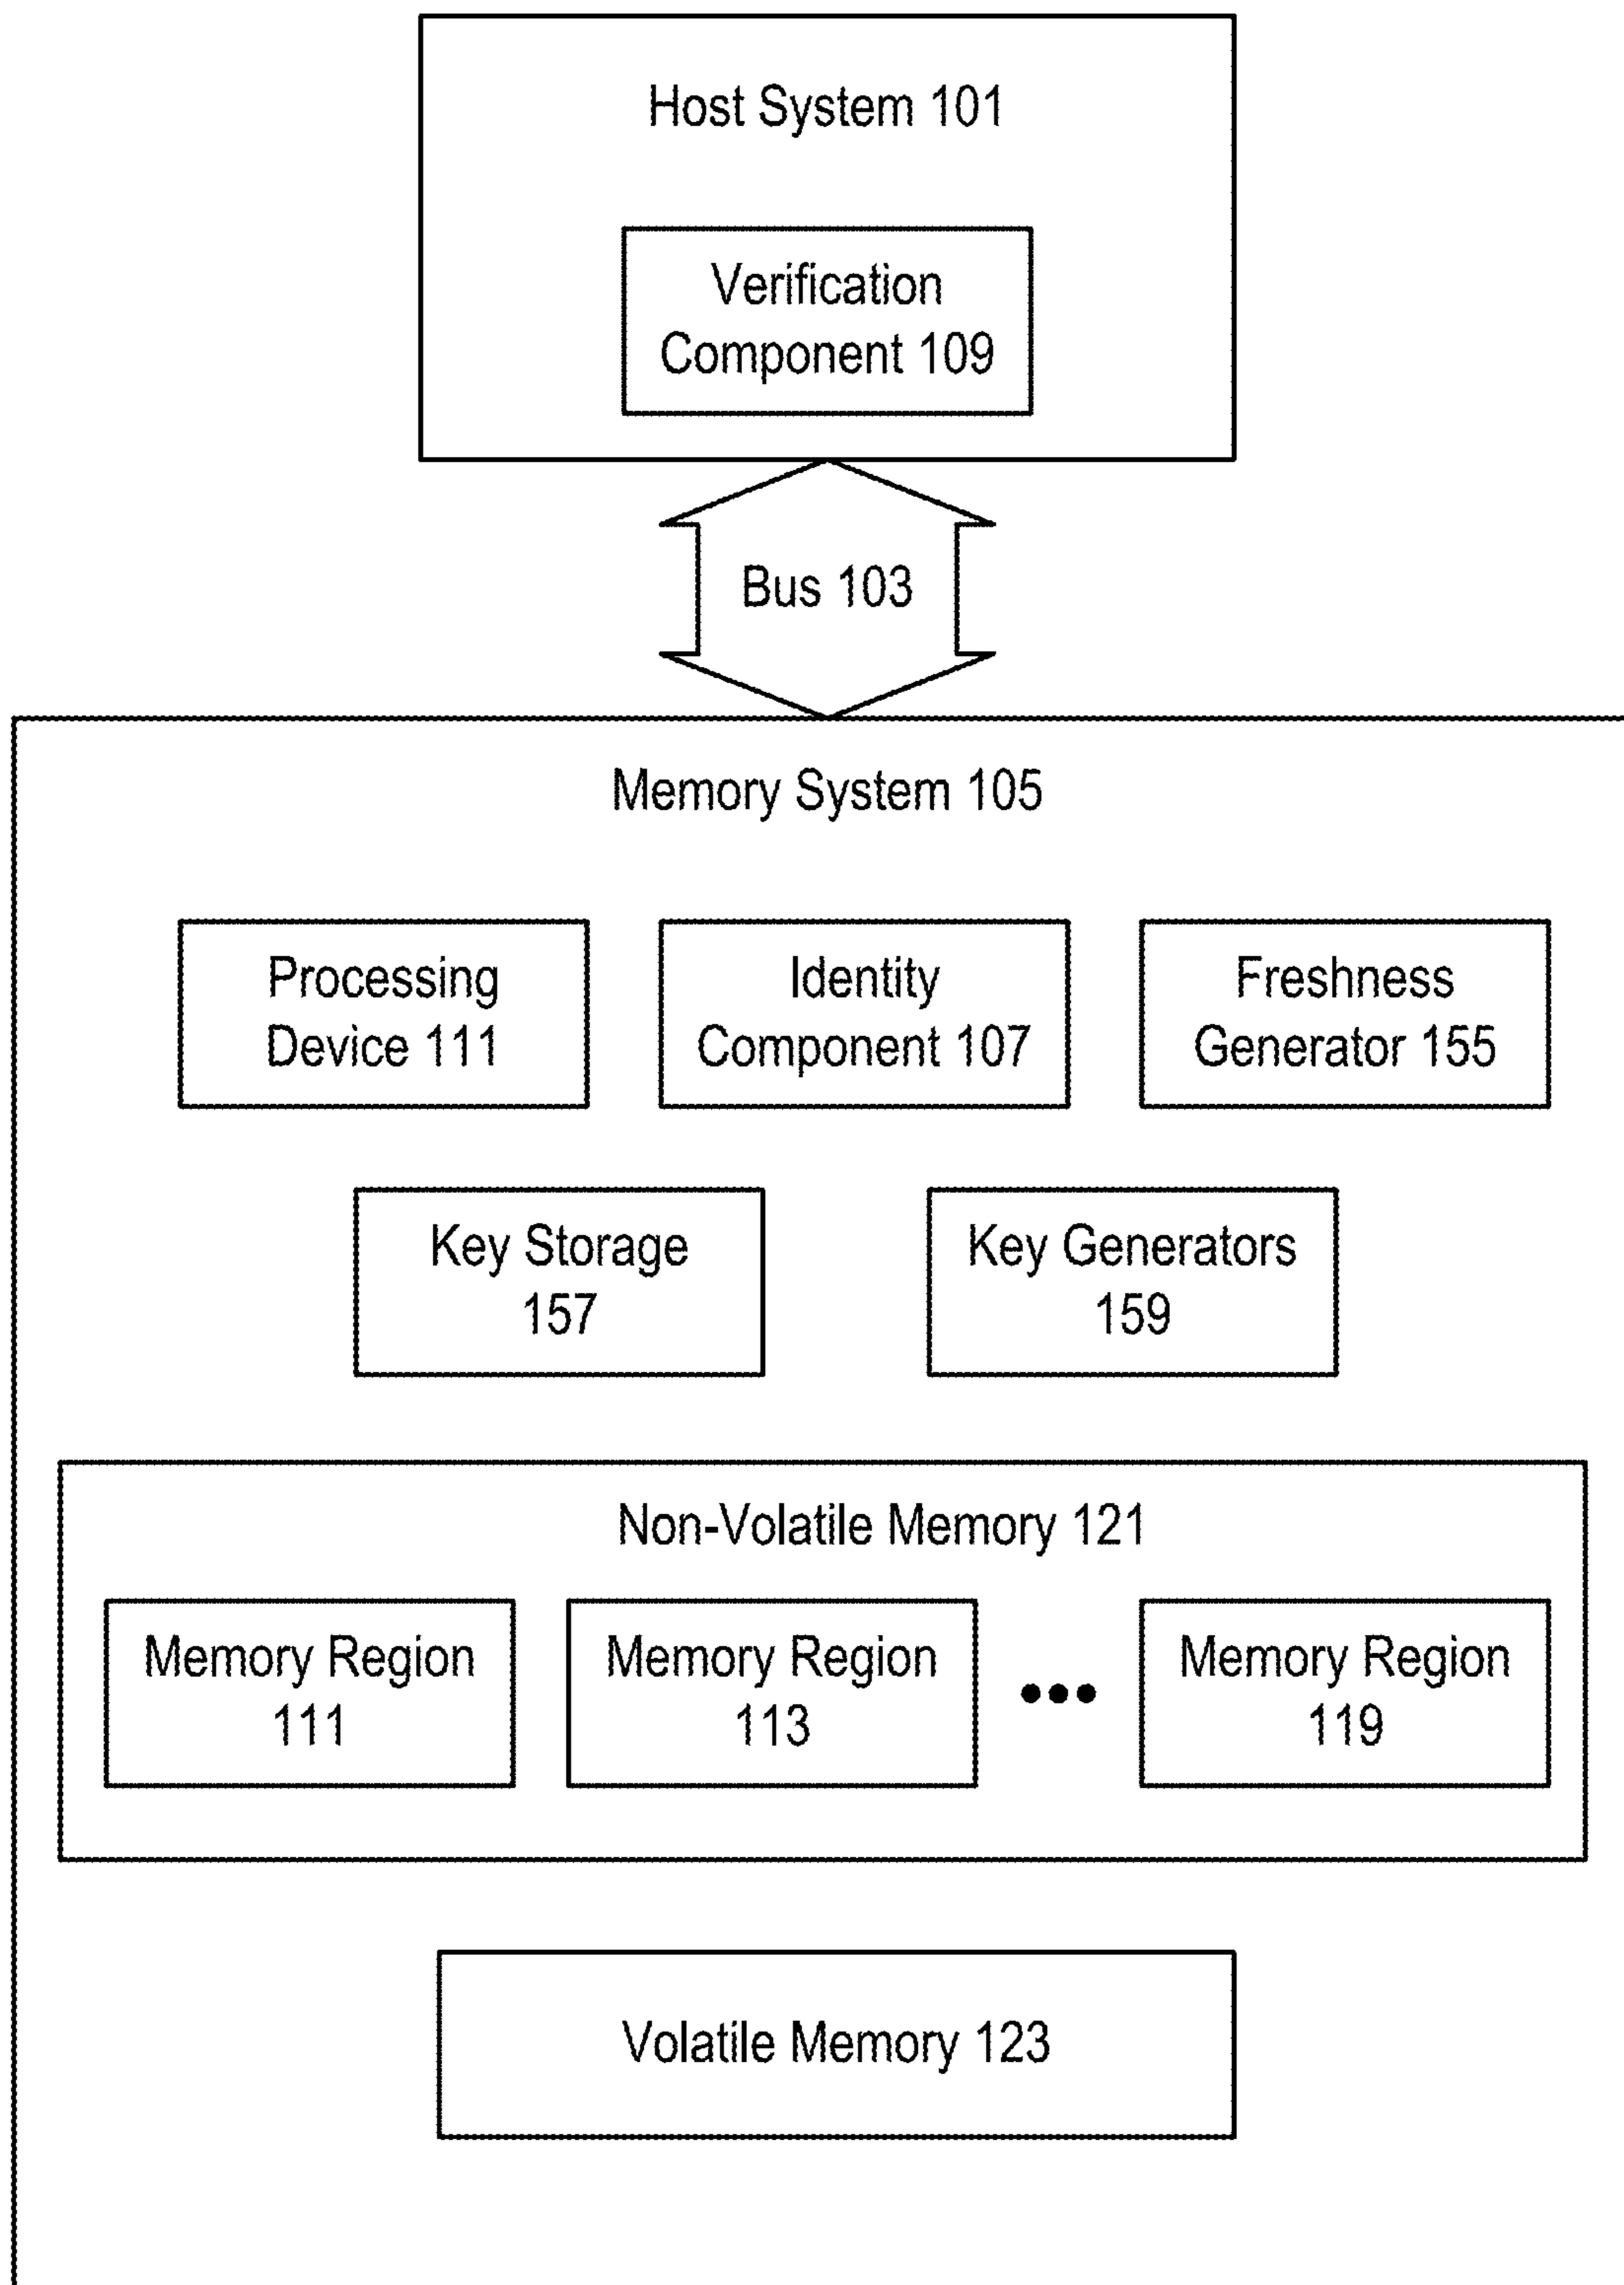 Host System 101
Verification
Component 109
Bus 103
Memory System 105
Processing
Device 111
Identity
Component 107
Freshness
Generator 155
Key Storage
157
Key Generators
159
Non-Volatile Memory 121
Memory Region
111
Memory Region
113
•••
Memory Region
119
Volatile Memory 123